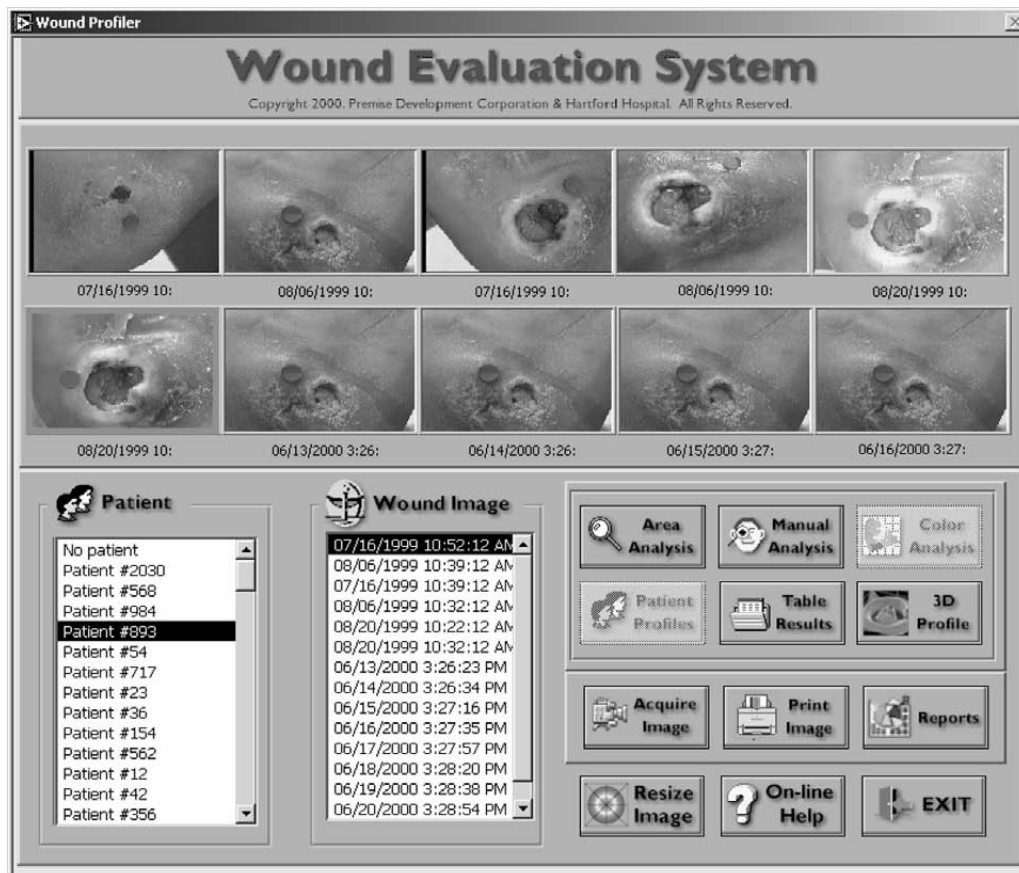 Wound Profiler
Wound Evaluation System
Copyright 2000. Premise Development Corporation & Hartford Hospital. All Rights Reserved.
07/16/1999 10:
08/06/1999 10:
07/16/1999 10:
08/06/1999 10:
08/20/1999 10:
08/20/1999 10:
06/13/2000 3:26:
06/14/2000 3:26:
06/15/2000 3:27:
06/16/2000 3:27:
Patient
No patient
Patient #2030
Patient #568
Patient #984
Patient #893
Patient #54
Patient #717
Patient #23
Patient #36
Patient #154
Patient #562
Patient #12
Patient #42
Patient #356
Wound Image
07/16/1999 10:52:12 AM
08/06/1999 10:39:12 AM
07/16/1999 10:39:12 AM
08/06/1999 10:32:12 AM
08/20/1999 10:22:12 AM
08/20/1999 10:32:12 AM
06/13/2000 3:26:23 PM
06/14/2000 3:26:34 PM
06/15/2000 3:27:16 PM
06/16/2000 3:27:35 PM
06/17/2000 3:27:57 PM
06/18/2000 3:28:20 PM
06/19/2000 3:28:38 PM
06/20/2000 3:28:54 PM
Area
Analysis
Manual
Analysis
Color
Analysis
Patient
Profiles
Table
Results
3D
Profile
Acquire
Image
Print
Image
Reports
Resize
Image
On-line
Help
EXIT